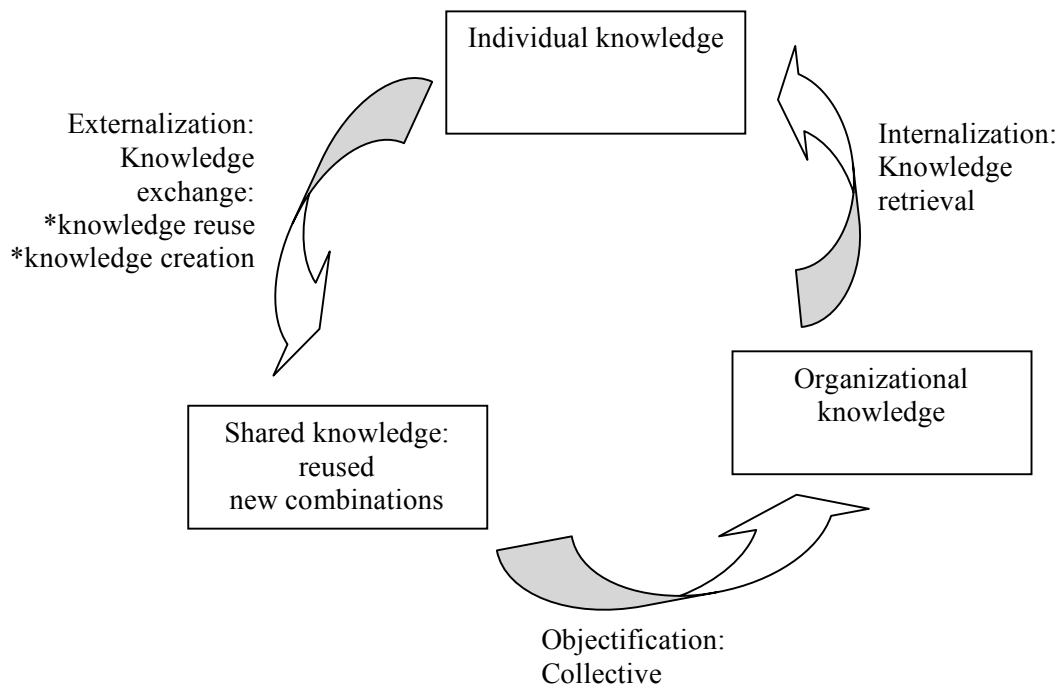 Individual knowledge
Externalization:
Knowledge
exchange:
*knowledge reuse
*knowledge creation
Internalization:
Knowledge
retrieval
Shared knowledge:
reused
new combinations
Organizational
knowledge
Objectification:
Collective